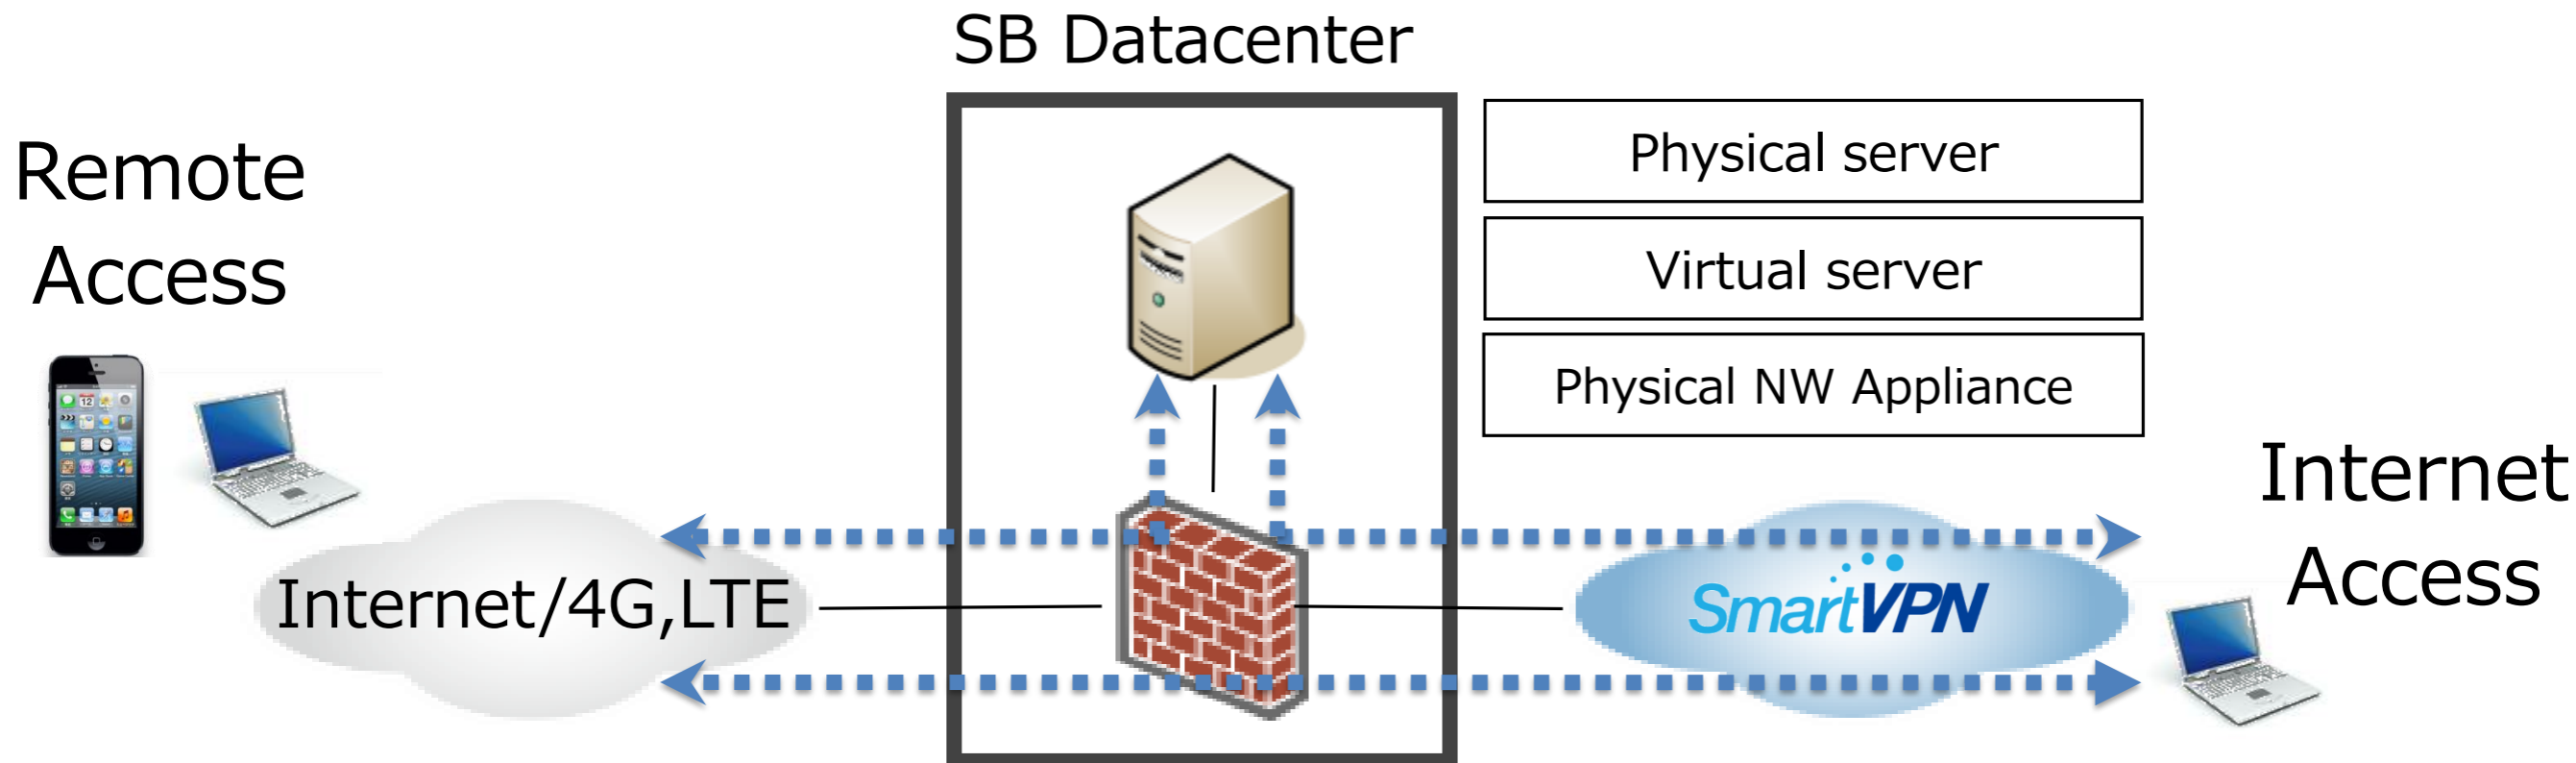 SB Datacenter
Remote
Access
Physical server
Virtual server
Physical NW Appliance
Internet
Access
Internet/4G,LTE
SmartVPN